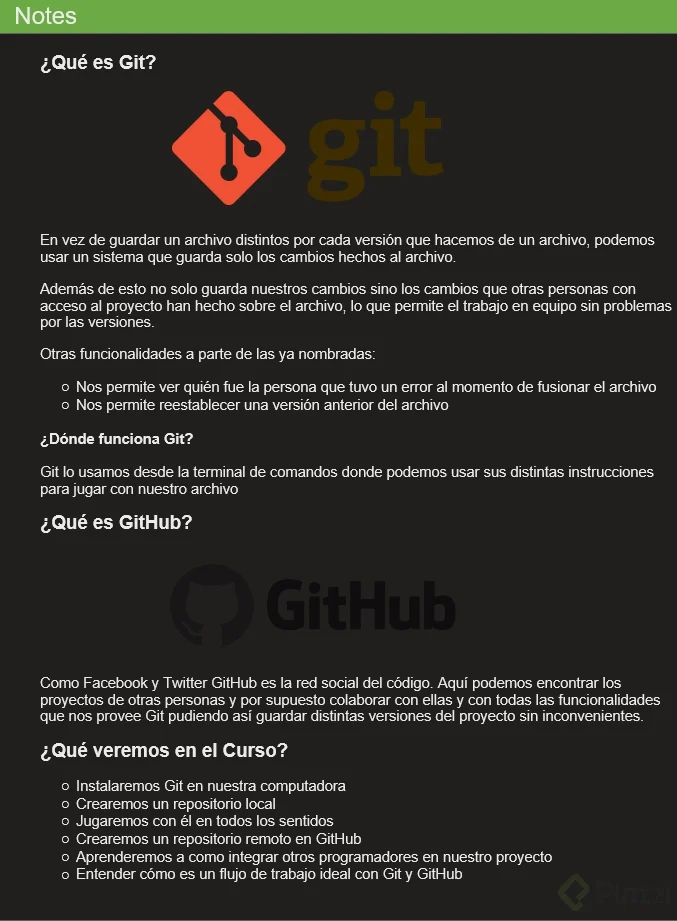 Notes
¿Qué es Git?
git
En vez de guardar un archivo distintos por cada versión que hacemos de un archivo, podemos
usar un sistema que guarda solo los cambios hechos al archivo.
Además de esto no solo guarda nuestros cambios sino los cambios que otras personas con
acceso al proyecto han hecho sobre el archivo, lo que permite el trabajo en equipo sin problemas
por las versiones.
Otras funcionalidades a parte de las ya nombradas:
Nos permite ver quién fue la persona que tuvo un error al momento de fusionar el archivo
Nos permite reestablecer una versión anterior del archivo
¿Dónde funciona Git?
Git lo usamos desde la terminal de comandos donde podemos usar sus distintas instrucciones
para jugar con nuestro archivo
¿Qué es GitHub?
GitHub
Como Facebook y Twitter GitHub es la red social del código. Aquí podemos encontrar los
proyectos de otras personas y por supuesto colaborar con ellas y con todas las funcionalidades
que nos provee Git pudiendo así guardar distintas versiones del proyecto sin inconvenientes.
¿Qué veremos en el Curso?
Instalaremos Git en nuestra computadora
Crearemos un repositorio local
Jugaremos con él en todos los sentidos
Crearemos un repositorio remoto en GitHub
Aprenderemos a como integrar otros programadores en nuestro proyecto
Entender cómo es un flujo de trabajo ideal con Git y GitHub
Platzi